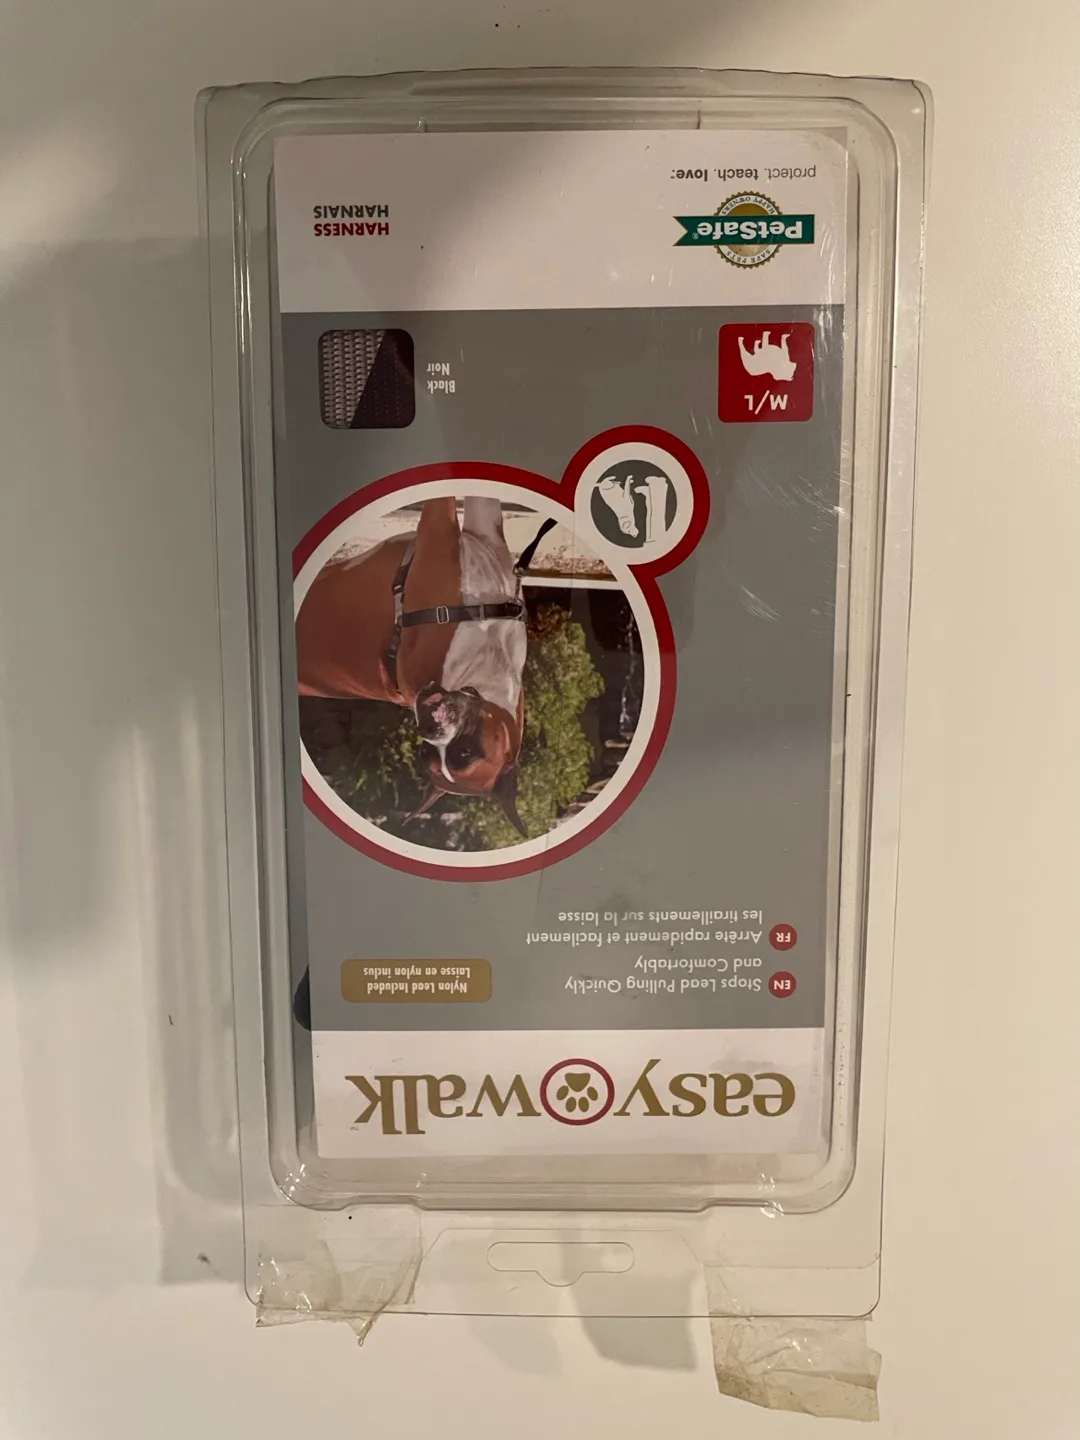 easy walk
EN Stops Lead Pulling Quickly
and Comfortably
FR Arrête rapidement et facilement
les tiraillements sur la laisse
Nylon Lead Included
Laisse en nylon inclus
M/L
Black
Noir
SAFE PETS
PetSafe®
HAPPY OWNERS
protect. teach. love.
HARNESS
HARNAIS